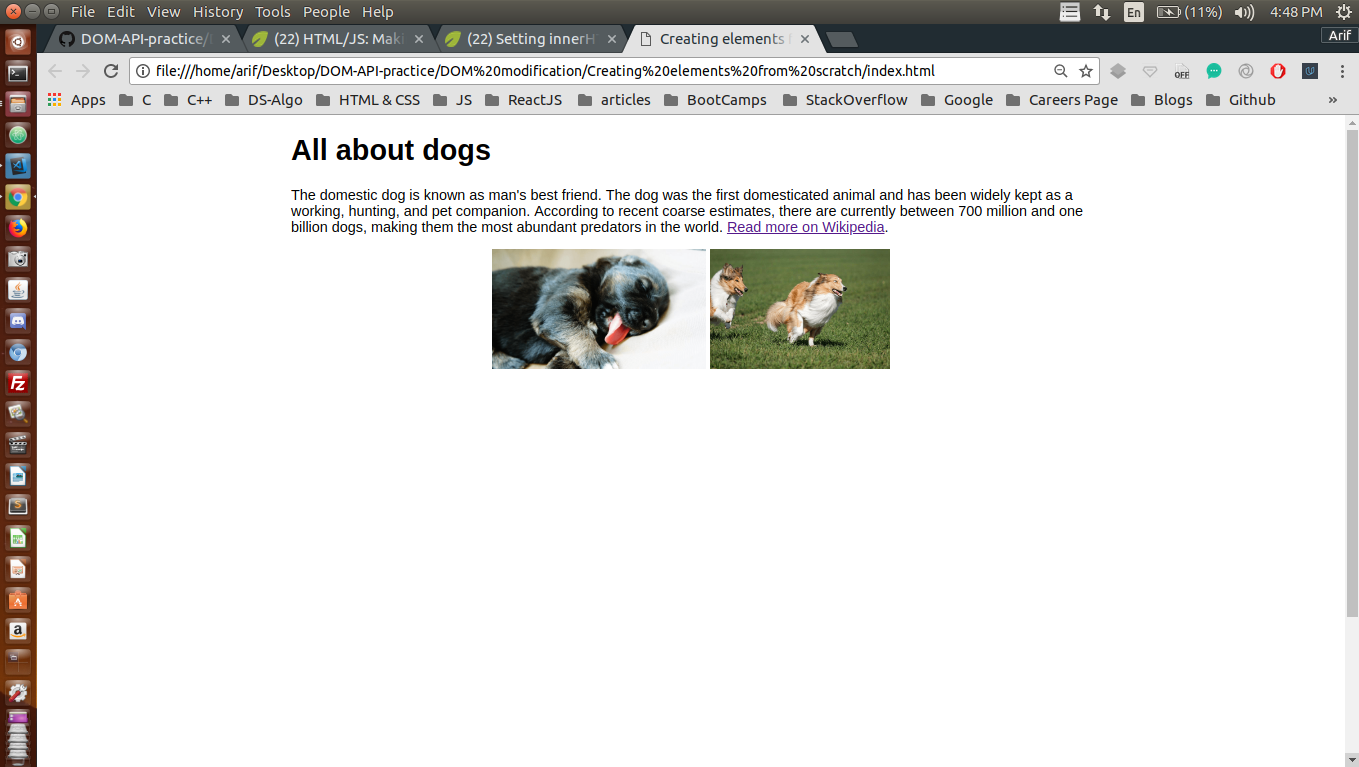 File Edit View History Tools People Help
En (11%) 4:48 PM
DOM-API-practice/ (22) HTML/JS: Maki (22) Setting innerH Creating elements Arif
file:///home/arif/Desktop/DOM-API-practice/DOM%20modification/Creating%20elements%20from%20scratch/index.html OFF
Apps C C++ DS-Algo HTML & CSS JS ReactJS articles BootCamps StackOverflow Google Careers Page Blogs Github »
All about dogs
The domestic dog is known as man's best friend. The dog was the first domesticated animal and has been widely kept as a
working, hunting, and pet companion. According to recent coarse estimates, there are currently between 700 million and one
billion dogs, making them the most abundant predators in the world. Read more on Wikipedia.